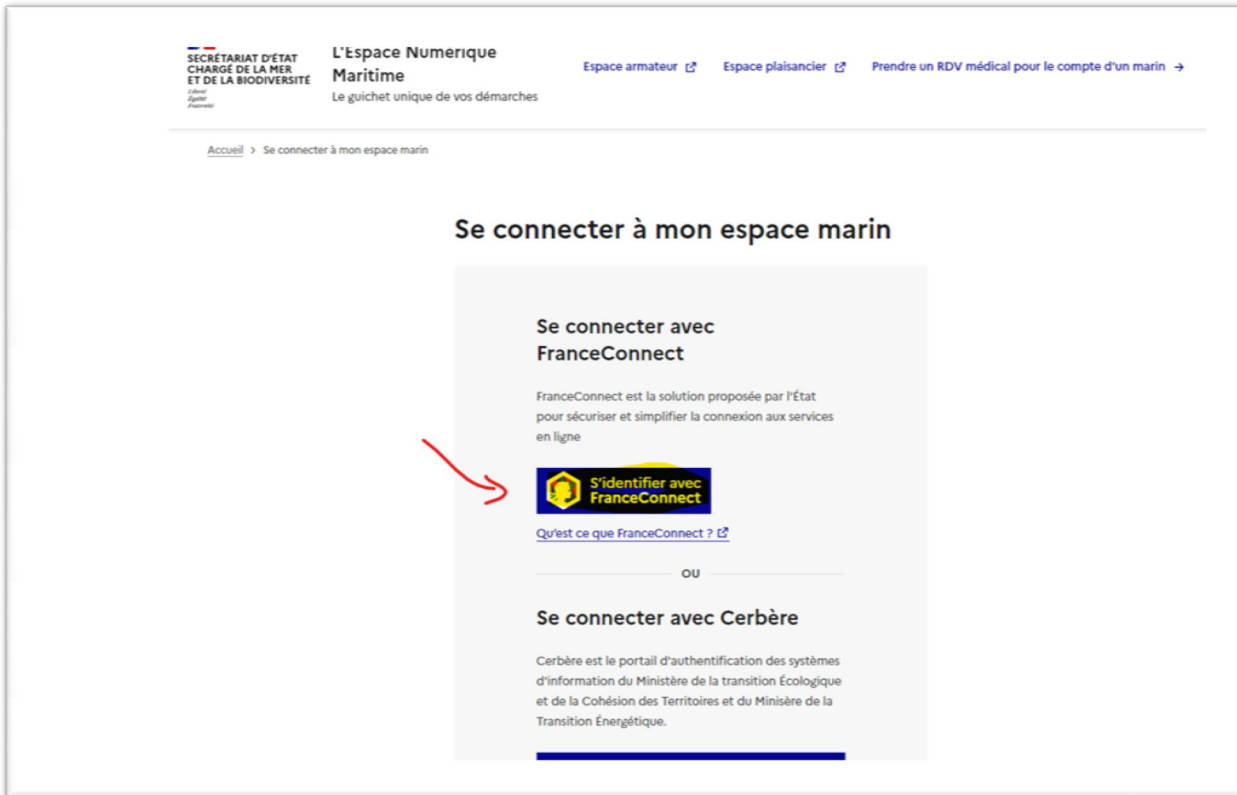 SECRÉTARIAT D'ÉTAT
CHARGÉ DE LA MER
ET DE LA BIODIVERSITÉ
Liberté
Égalité
Fraternité
L'Espace Numerique
Maritime
Le guichet unique de vos démarches
Espace armateur
Espace plaisancier
Prendre un RDV médical pour le compte d'un marin →
Accueil > Se connecter à mon espace marin
Se connecter à mon espace marin
Se connecter avec
FranceConnect
FranceConnect est la solution proposée par l'État
pour sécuriser et simplifier la connexion aux services
en ligne
S'identifier avec
FranceConnect
Qu'est ce que FranceConnect ?
OU
Se connecter avec Cerbère
Cerbère est le portail d'authentification des systèmes
d'information du Ministère de la transition Écologique
et de la Cohésion des Territoires et du Minisère de la
Transition Énergétique.